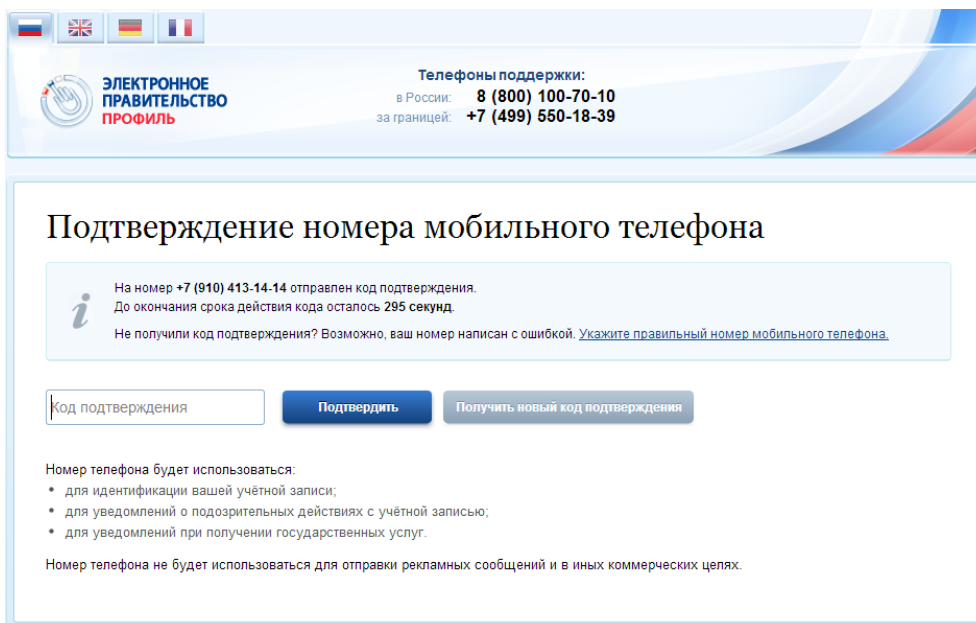 ЭЛЕКТРОННОЕ
ПРАВИТЕЛЬСТВО
ПРОФИЛЬ
Телефоны поддержки:
в России: 8 (800) 100-70-10
за границей: +7 (499) 550-18-39
Подтверждение номера мобильного телефона
На номер +7 (910) 413-14-14 отправлен код подтверждения.
До окончания срока действия кода осталось 295 секунд.
Не получили код подтверждения? Возможно, ваш номер написан с ошибкой. Укажите правильный номер мобильного телефона.
Код подтверждения
Подтвердить
Получить новый код подтверждения
Номер телефона будет использоваться:
• для идентификации вашей учётной записи;
• для уведомлений о подозрительных действиях с учётной записью;
• для уведомлений при получении государственных услуг.
Номер телефона не будет использоваться для отправки рекламных сообщений и в иных коммерческих целях.